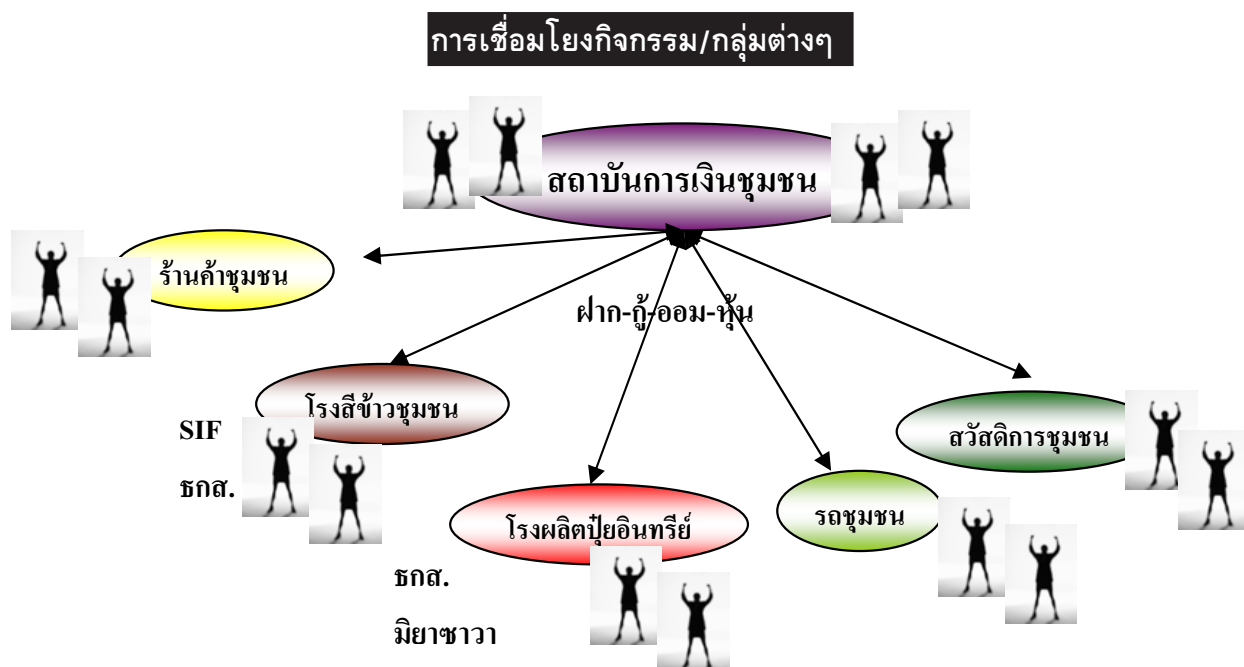 การเชื่อมโยงกิจกรรม/กลุ่มต่างๆ
สถาบันการเงินชุมชน
ร้านค้าชุมชน
ฝาก-กู้-ออม-หุ้น
โรงสีข้าวชุมชน
SIF
ธกส.
สวัสดิการชุมชน
รถชุมชน
โรงผลิตปุ๋ยอินทรีย์
ธกส.
มิยาซาวา